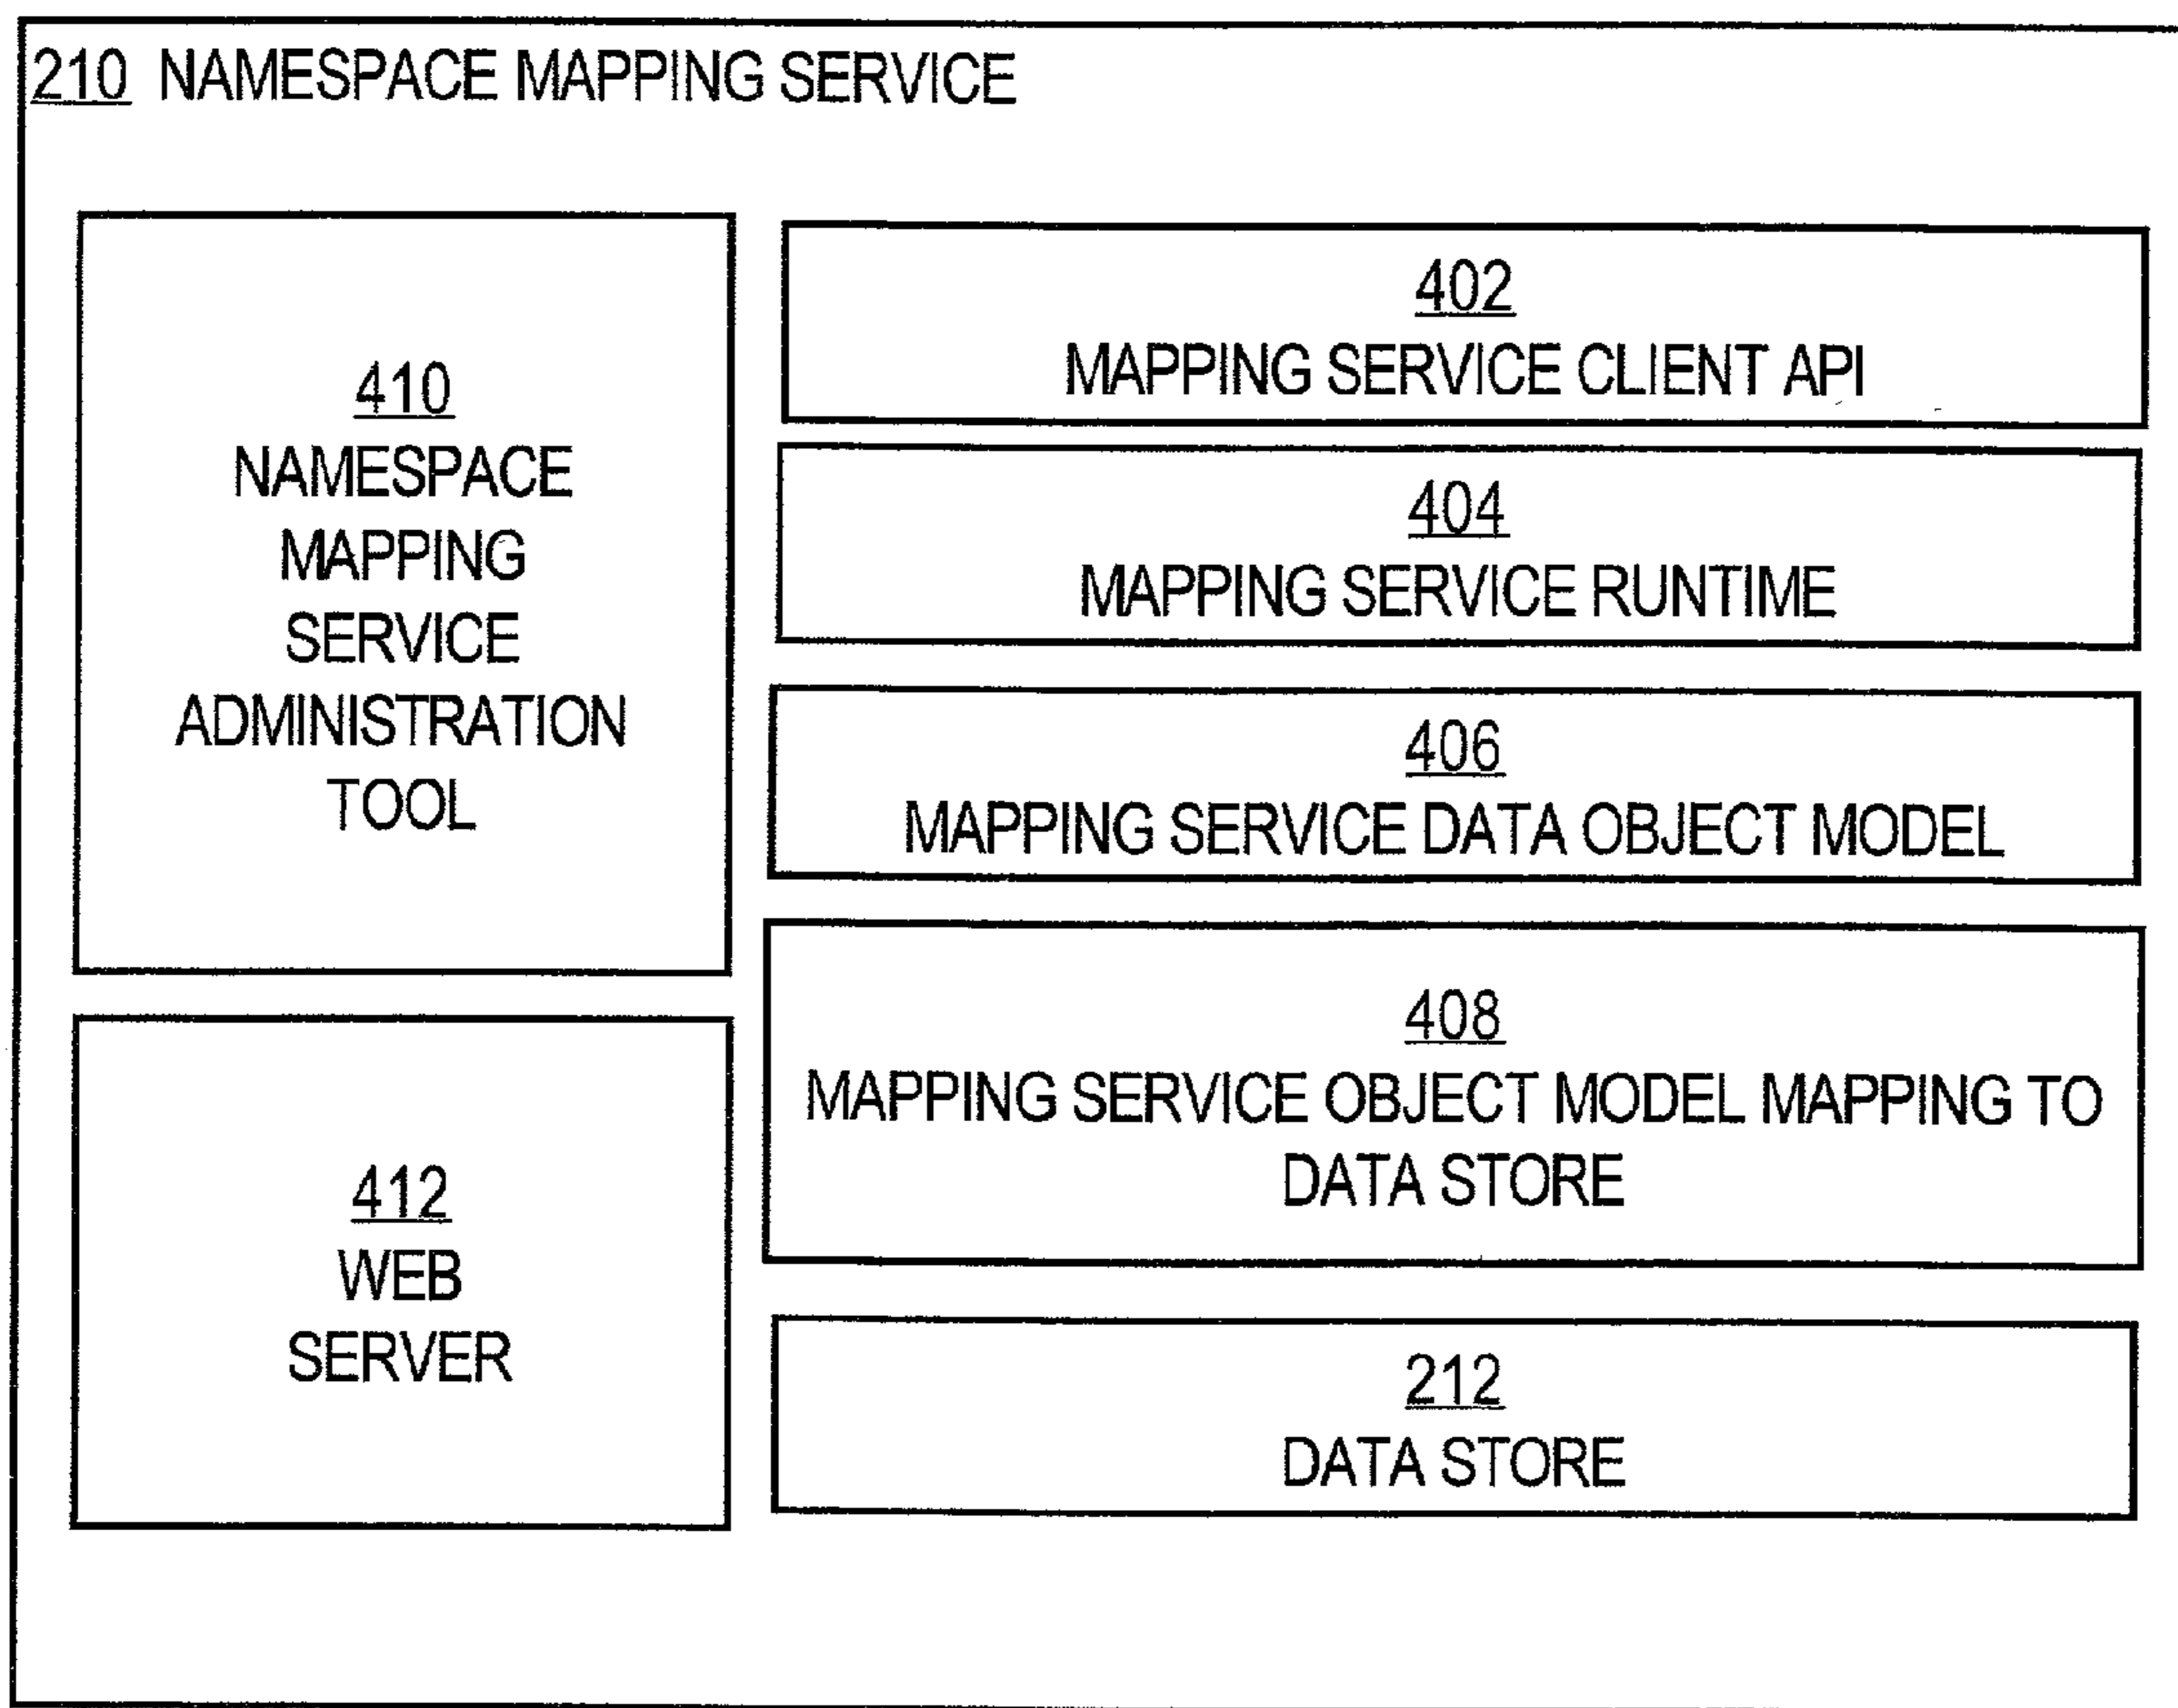 210 NAMESPACE MAPPING SERVICE
410
NAMESPACE
MAPPING
SERVICE
ADMINISTRATION
TOOL
412
WEB
SERVER
402
MAPPING SERVICE CLIENT API
404
MAPPING SERVICE RUNTIME
406
MAPPING SERVICE DATA OBJECT MODEL
408
MAPPING SERVICE OBJECT MODEL MAPPING TO
DATA STORE
212
DATA STORE